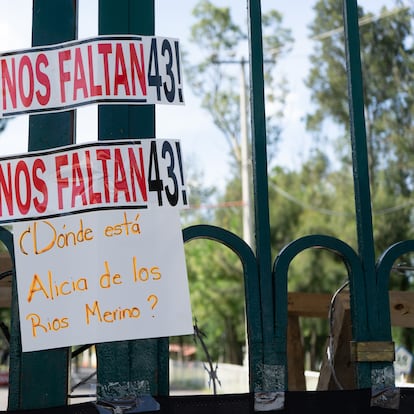 NOS FALTAN 43!
NOS FALTAN 43!
¿Dónde está
Alicia de los
Ríos Merino?